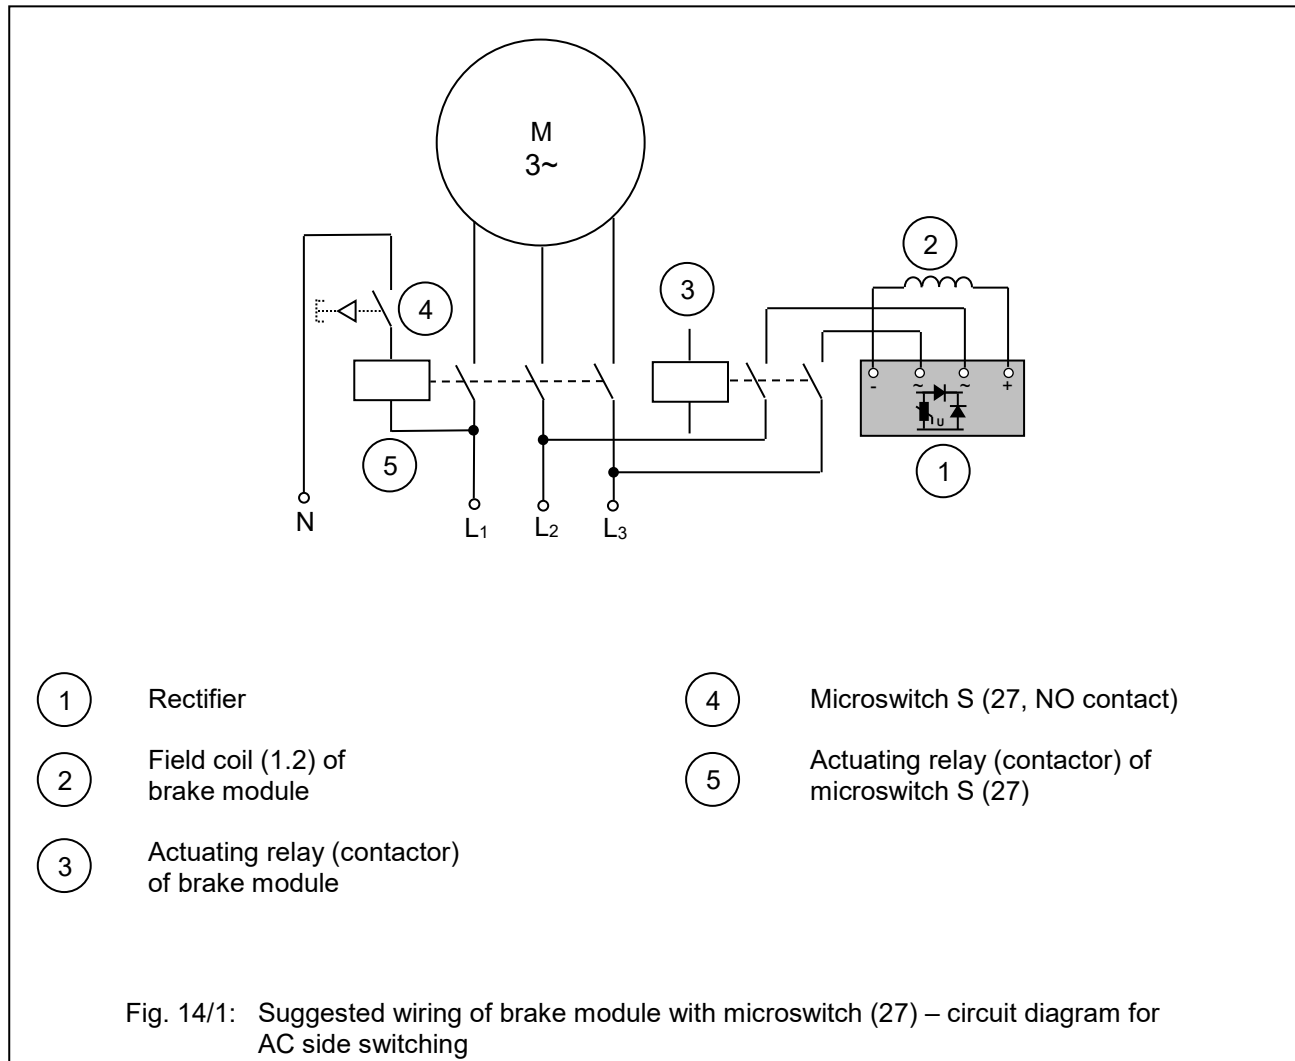 M
3~
2
3
4
-
~
~
+
U
5
1
N
L1
L2
L3
1 Rectifier
4 Microswitch S (27, NO contact)
2 Field coil (1.2) of
brake module
5 Actuating relay (contactor) of
microswitch S (27)
3 Actuating relay (contactor)
of brake module
Fig. 14/1: Suggested wiring of brake module with microswitch (27) – circuit diagram for
AC side switching